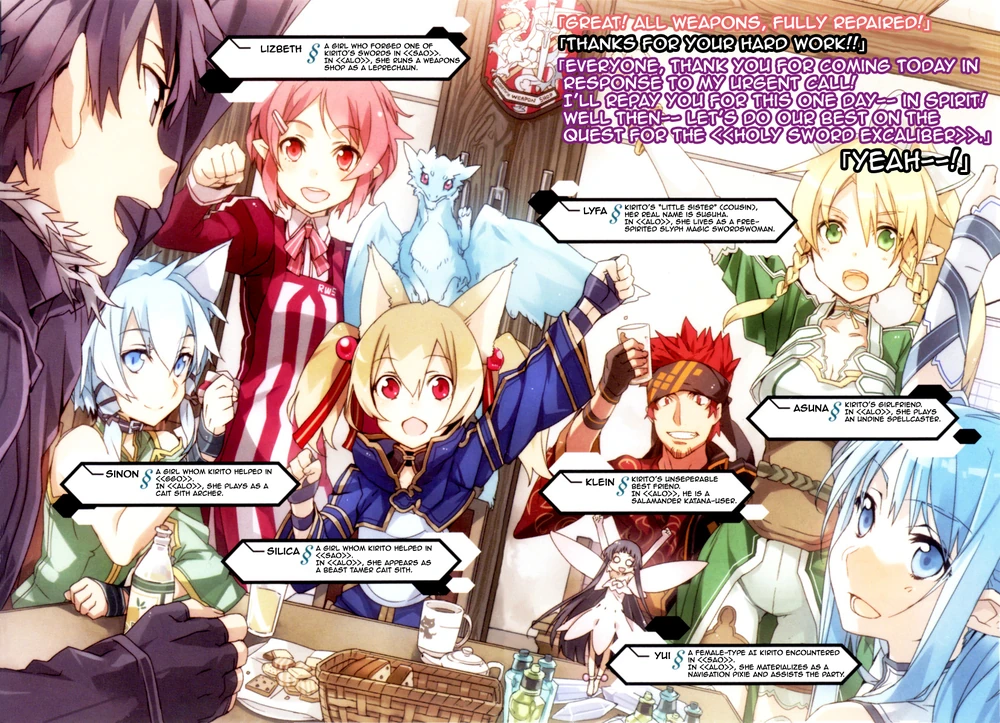 「GREAT! ALL WEAPONS, FULLY REPAIRED!」
「THANKS FOR YOUR HARD WORK!!」
「EVERYONE, THANK YOU FOR COMING TODAY IN
RESPONSE TO MY URGENT CALL!
I'LL REPAY YOU FOR THIS ONE DAY-- IN SPIRIT!
WELL THEN-- LET'S DO OUR BEST ON THE
QUEST FOR THE <<HOLY SWORD EXCALIBER>>.」
「YEAH--!」
LIZBETH § A GIRL WHO FORGED ONE OF
KIRITO'S SWORDS IN <<SAO>>.
IN <<ALO>>, SHE RUNS A WEAPONS
SHOP AS A LEPRECHAUN.
WEAPON SHOP
RWS
LYFA § KIRITO'S "LITTLE SISTER" (COUSIN),
HER REAL NAME IS SUGUHA.
IN <<ALO>>, SHE LIVES AS A FREE-
SPIRITED SLYPH MAGIC SWORDSWOMAN.
ASUNA § KIRITO'S GIRLFRIEND.
IN <<ALO>>, SHE PLAYS
AN UNDINE SPELLCASTER.
SINON § A GIRL WHOM KIRITO HELPED IN
<<GGO>>.
IN <<ALO>>, SHE PLAYS AS A
CAIT SITH ARCHER.
KLEIN § KIRITO'S UNSEPERABLE
BEST FRIEND.
IN <<ALO>>, HE IS A
SALAMANDER KATANA-USER.
SILICA § A GIRL WHOM KIRITO HELPED IN
<<SAO>>.
IN <<ALO>>, SHE APPEARS AS
A BEAST TAMER CAIT SITH.
YUI § A FEMALE-TYPE AI KIRITO ENCOUNTERED
IN <<SAO>>.
IN <<ALO>>, SHE MATERIALIZES AS A
NAVIGATION PIXIE AND ASSISTS THE PARTY.